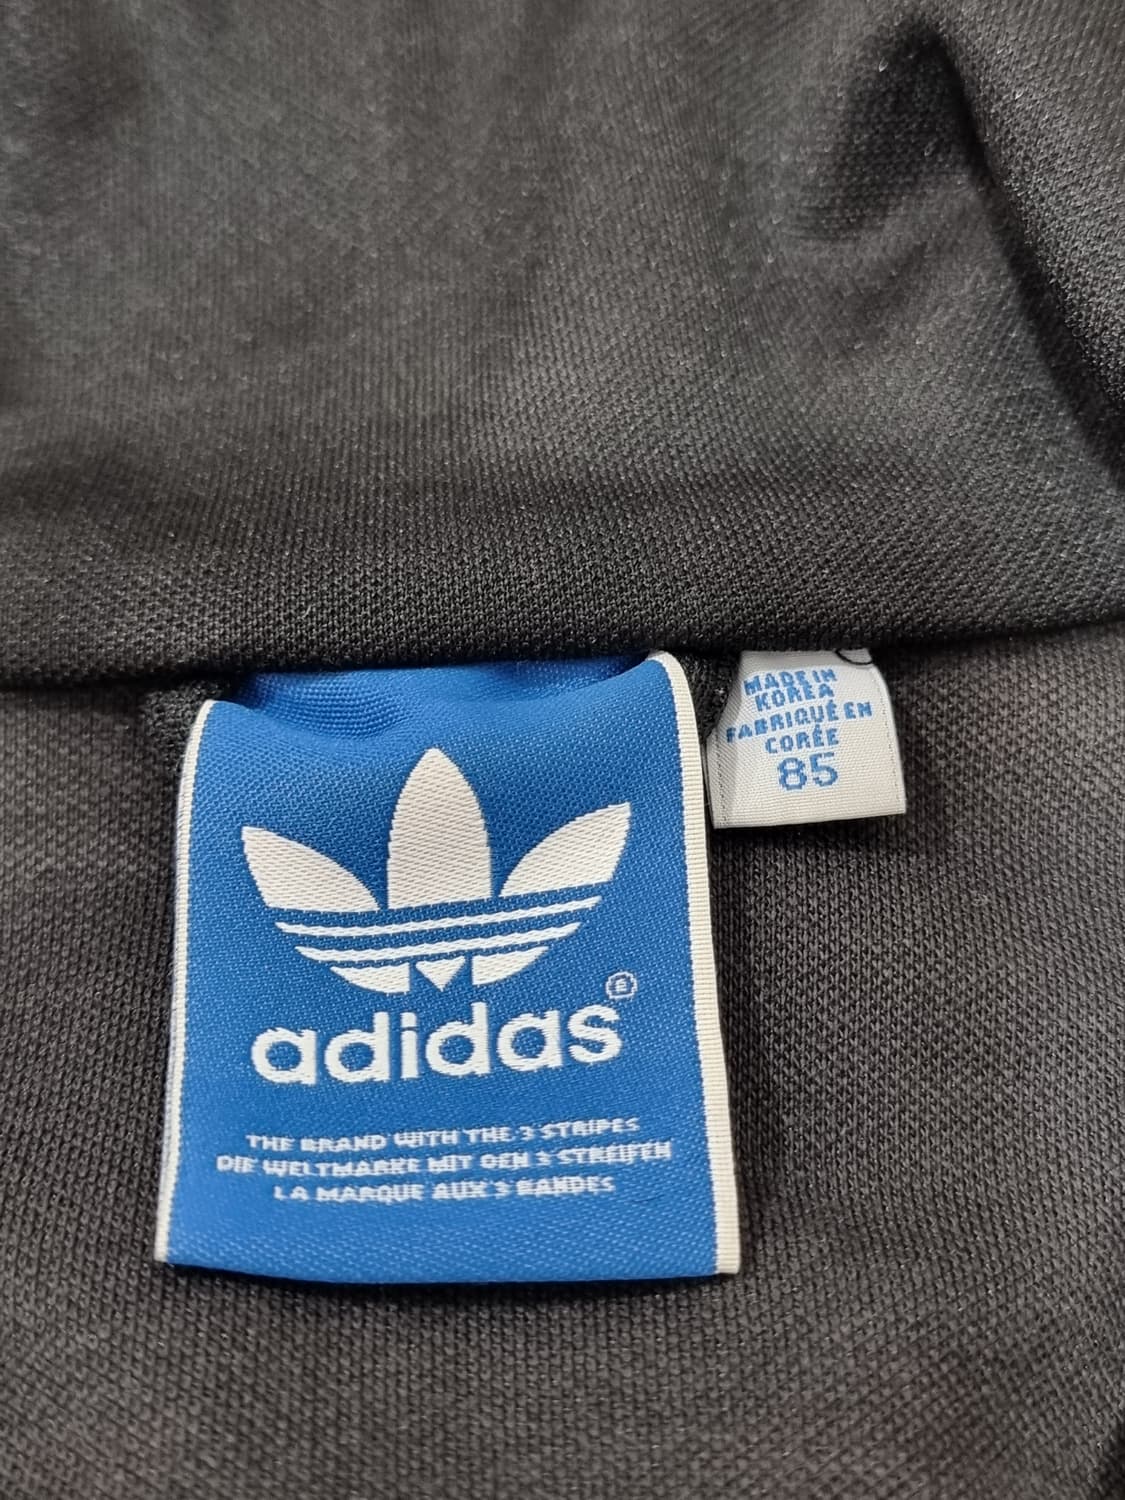 MADE IN
KOREA
FABRIQUÉ EN
CORÉE
85
adidas®
THE BRAND WITH THE 3 STRIPES
DIE WELTMARKE MIT DEN 3 STREIFEN
LA MARQUE AUX 3 BANDES